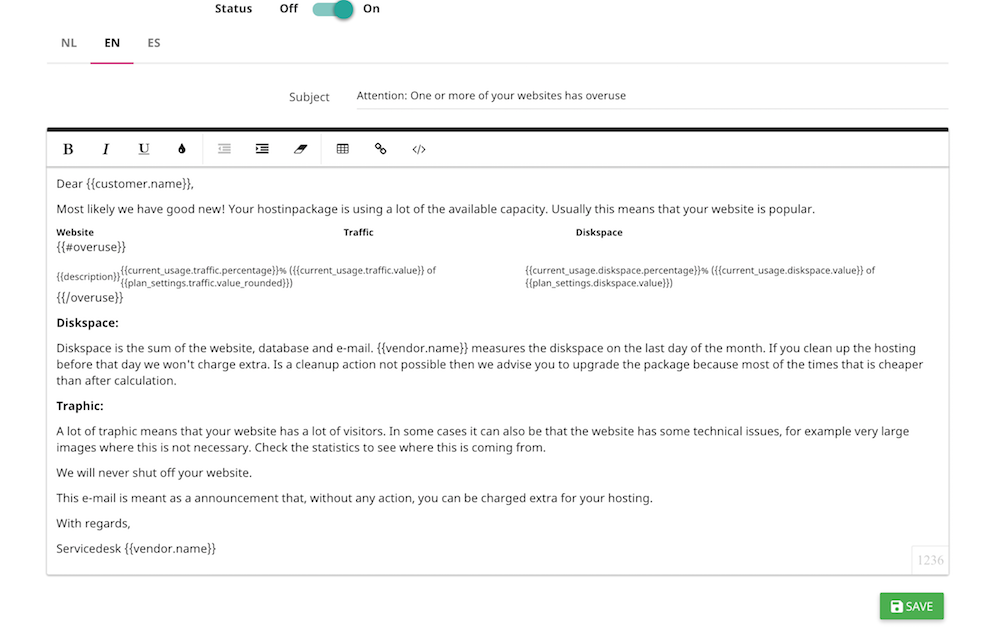 Status Off On
NL EN ES
Subject Attention: One or more of your websites has overuse
B I U </>
Dear {{customer.name}},
Most likely we have good new! Your hostinpackage is using a lot of the available capacity. Usually this means that your website is popular.
Website Traffic Diskspace
{{#overuse}}
{{description}} {{current_usage.traffic.percentage}}% ({{current_usage.traffic.value}} of {{current_usage.diskspace.percentage}}% ({{current_usage.diskspace.value}} of
{{plan_settings.traffic.value_rounded}}) {{plan_settings.diskspace.value}})
{{/overuse}}
Diskspace:
Diskspace is the sum of the website, database and e-mail. {{vendor.name}} measures the diskspace on the last day of the month. If you clean up the hosting
before that day we won't charge extra. Is a cleanup action not possible then we advise you to upgrade the package because most of the times that is cheaper
than after calculation.
Traphic:
A lot of traphic means that your website has a lot of visitors. In some cases it can also be that the website has some technical issues, for example very large
images where this is not necessary. Check the statistics to see where this is coming from.
We will never shut off your website.
This e-mail is meant as a announcement that, without any action, you can be charged extra for your hosting.
With regards,
Servicedesk {{vendor.name}}
1236
SAVE